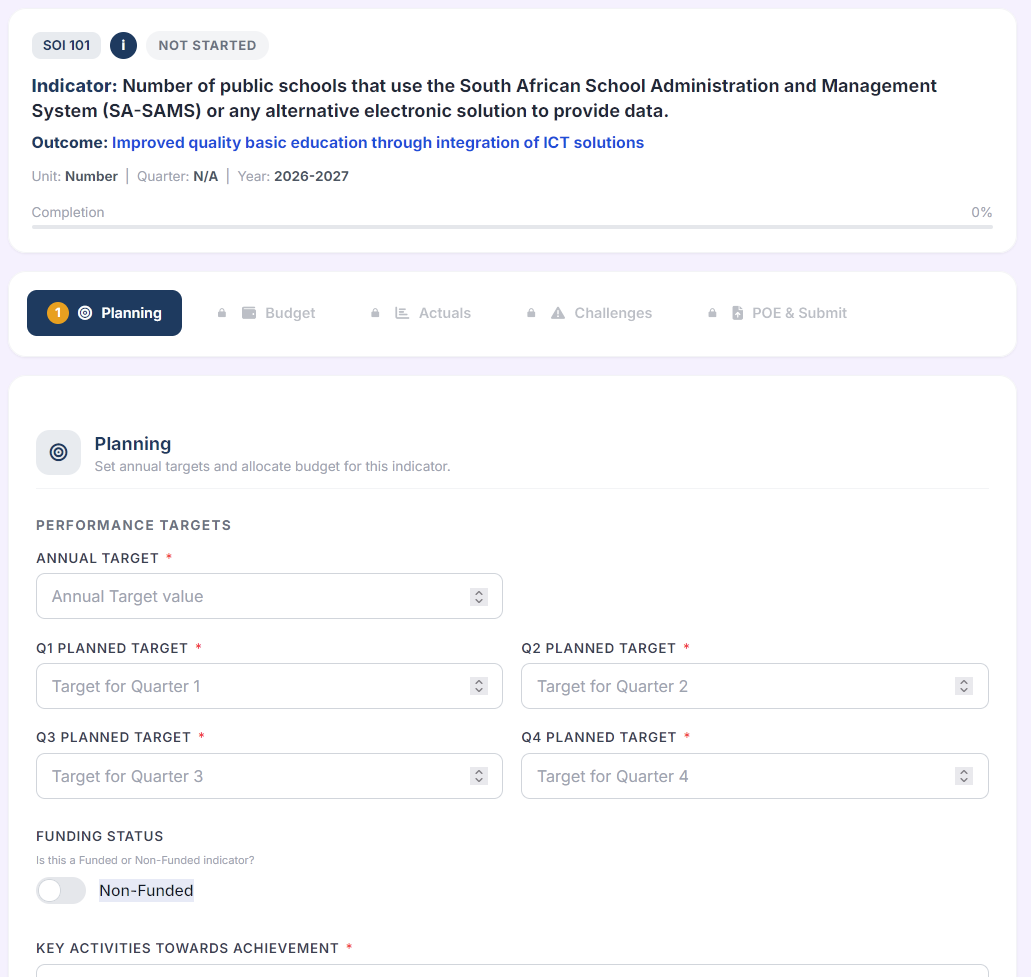 SOI 101 i NOT STARTED
Indicator: Number of public schools that use the South African School Administration and Management
System (SA-SAMS) or any alternative electronic solution to provide data.
Outcome: Improved quality basic education through integration of ICT solutions
Unit: Number | Quarter: N/A | Year: 2026-2027
Completion 0%
1 Planning Budget Actuals Challenges POE & Submit
Planning
Set annual targets and allocate budget for this indicator.
PERFORMANCE TARGETS
ANNUAL TARGET *
Annual Target value
Q1 PLANNED TARGET * Q2 PLANNED TARGET *
Target for Quarter 1 Target for Quarter 2
Q3 PLANNED TARGET * Q4 PLANNED TARGET *
Target for Quarter 3 Target for Quarter 4
FUNDING STATUS
Is this a Funded or Non-Funded indicator?
Non-Funded
KEY ACTIVITIES TOWARDS ACHIEVEMENT *